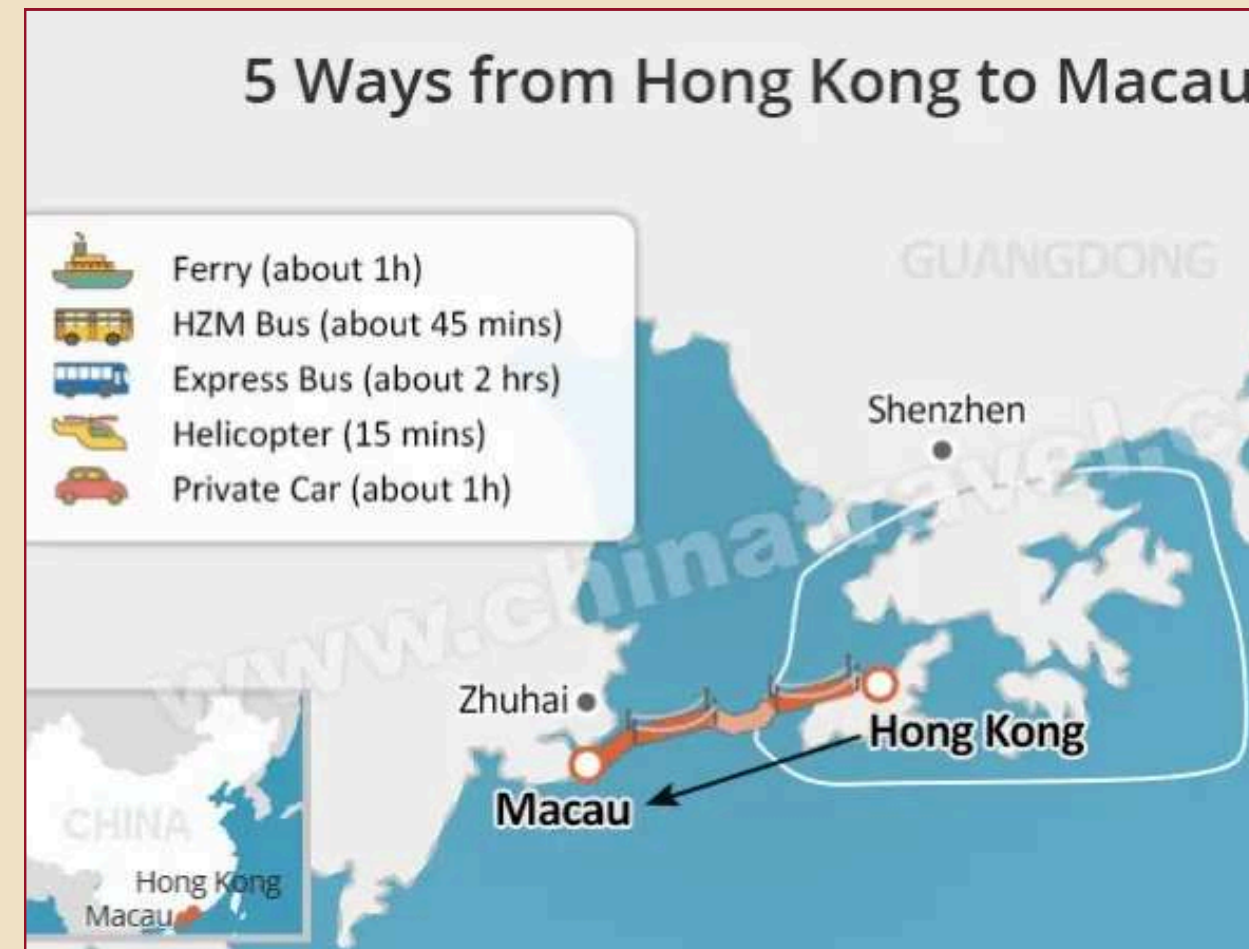 5 Ways from Hong Kong to Macau
Ferry (about 1h)
HZM Bus (about 45 mins)
Express Bus (about 2 hrs)
Helicopter (15 mins)
Private Car (about 1h)
GUANGDONG
Shenzhen
www.chinatravel.c
Zhuhai
Hong Kong
Macau
CHINA
Hong Kong
Macau